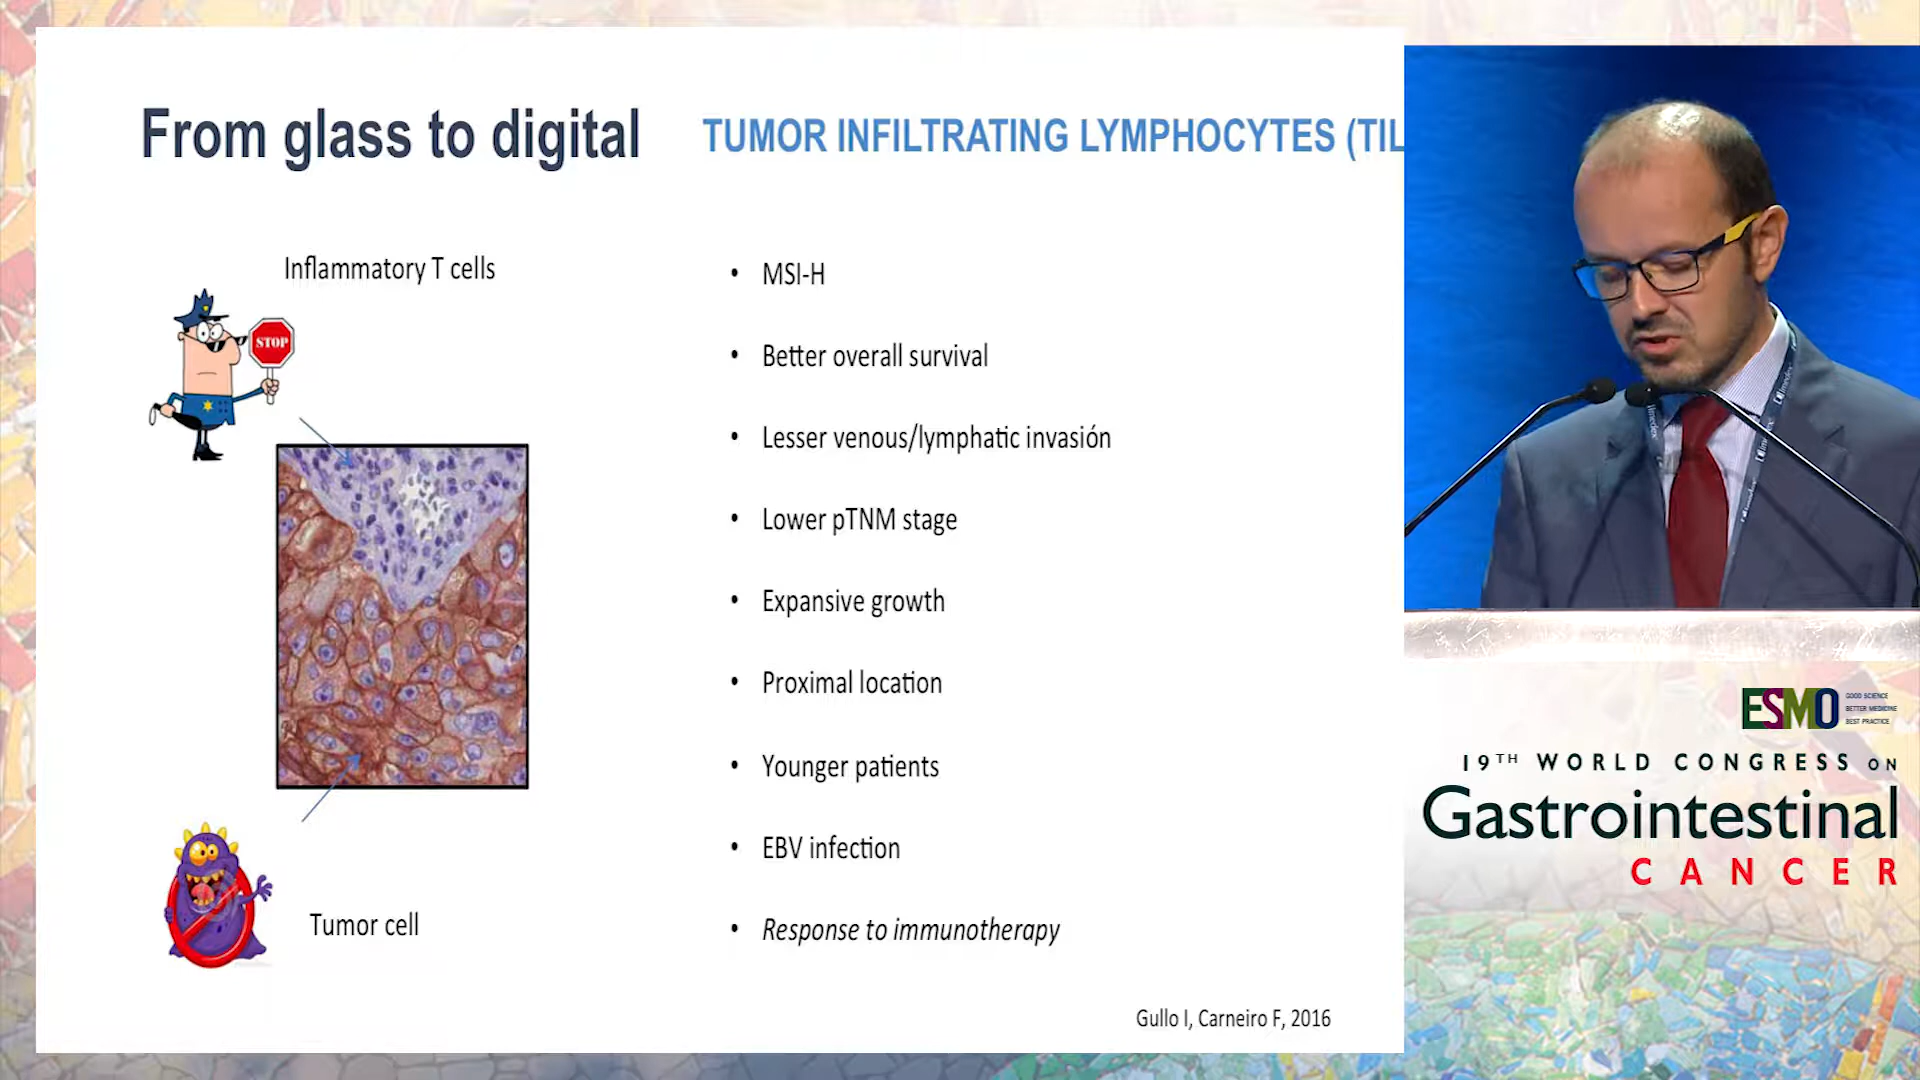 From glass to digital
TUMOR INFILTRATING LYMPHOCYTES (TIL
Inflammatory T cells
STOP
Tumor cell
• MSI-H
• Better overall survival
• Lesser venous/lymphatic invasión
• Lower pTNM stage
• Expansive growth
• Proximal location
• Younger patients
• EBV infection
• Response to immunotherapy
Gullo I, Carneiro F, 2016
ESMO
GOOD SCIENCE
BETTER MEDICINE
BEST PRACTICE
19TH WORLD CONGRESS ON
Gastrointestinal
CANCER